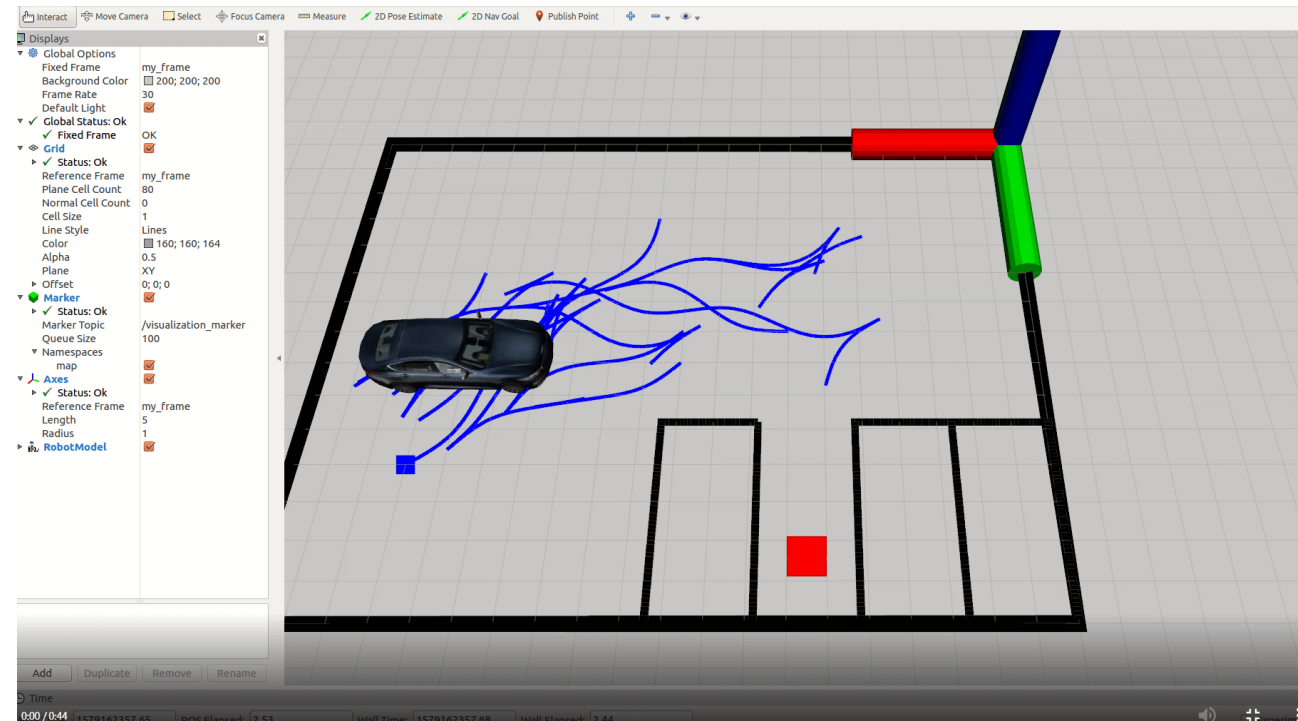 Interact Move Camera Select Focus Camera Measure 2D Pose Estimate 2D Nav Goal Publish Point
Displays
Global Options
Fixed Frame my_frame
Background Color 200; 200; 200
Frame Rate 30
Default Light
Global Status: Ok
Fixed Frame OK
Grid
Status: Ok
Reference Frame my_frame
Plane Cell Count 80
Normal Cell Count 0
Cell Size 1
Line Style Lines
Color 160; 160; 164
Alpha 0.5
Plane XY
Offset 0; 0; 0
Marker
Status: Ok
Marker Topic /visualization_marker
Queue Size 100
Namespaces
map
Axes
Status: Ok
Reference Frame my_frame
Length 5
Radius 1
RobotModel
Add Duplicate Remove Rename
Time
0:00 / 0:44 1579162357.65 ROS Elapsed: 2.53 Wall Time: 1579162357.68 Wall Elapsed: 2.44